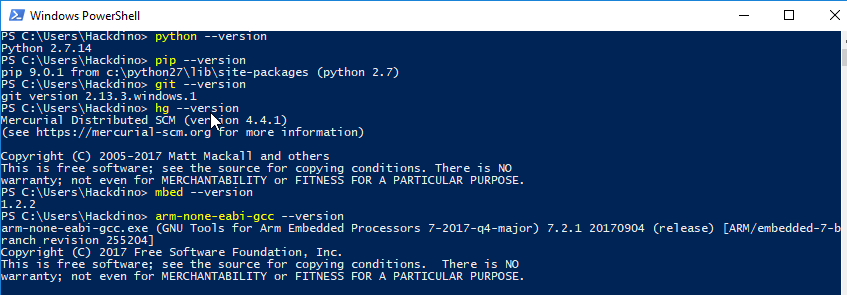 Windows PowerShell
PS C:\Users\Hackdino> python --version
Python 2.7.14
PS C:\Users\Hackdino> pip --version
pip 9.0.1 from c:\python27\lib\site-packages (python 2.7)
PS C:\Users\Hackdino> git --version
git version 2.13.3.windows.1
PS C:\Users\Hackdino> hg --version
Mercurial Distributed SCM (version 4.4.1)
(see https://mercurial-scm.org for more information)
Copyright (C) 2005-2017 Matt Mackall and others
This is free software; see the source for copying conditions. There is NO
warranty; not even for MERCHANTABILITY or FITNESS FOR A PARTICULAR PURPOSE.
PS C:\Users\Hackdino> mbed --version
1.2.2
PS C:\Users\Hackdino> arm-none-eabi-gcc --version
arm-none-eabi-gcc.exe (GNU Tools for Arm Embedded Processors 7-2017-q4-major) 7.2.1 20170904 (release) [ARM/embedded-7-b
ranch revision 255204]
Copyright (C) 2017 Free Software Foundation, Inc.
This is free software; see the source for copying conditions.  There is NO
warranty; not even for MERCHANTABILITY or FITNESS FOR A PARTICULAR PURPOSE.